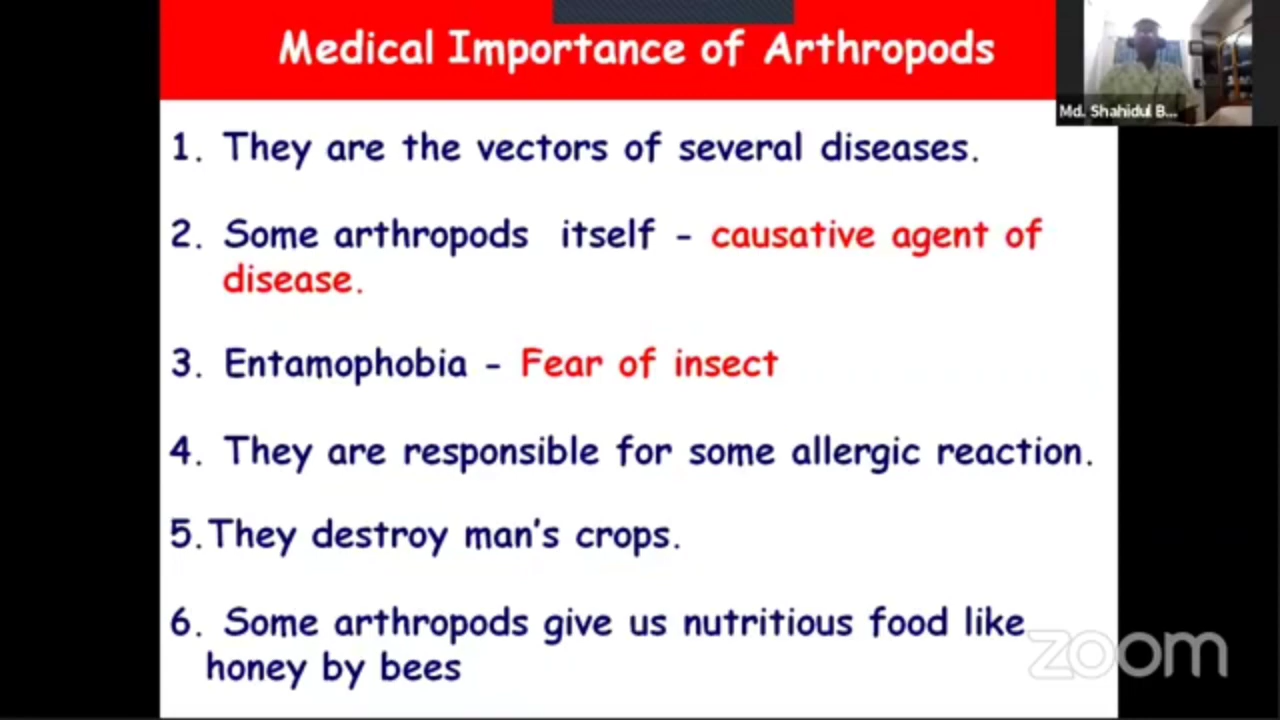 Medical Importance of Arthropods
Md. Shahidul B...
1. They are the vectors of several diseases.
2. Some arthropods itself - causative agent of
disease.
3. Entamophobia - Fear of insect
4. They are responsible for some allergic reaction.
5.They destroy man's crops.
6. Some arthropods give us nutritious food like
honey by bees
zoom